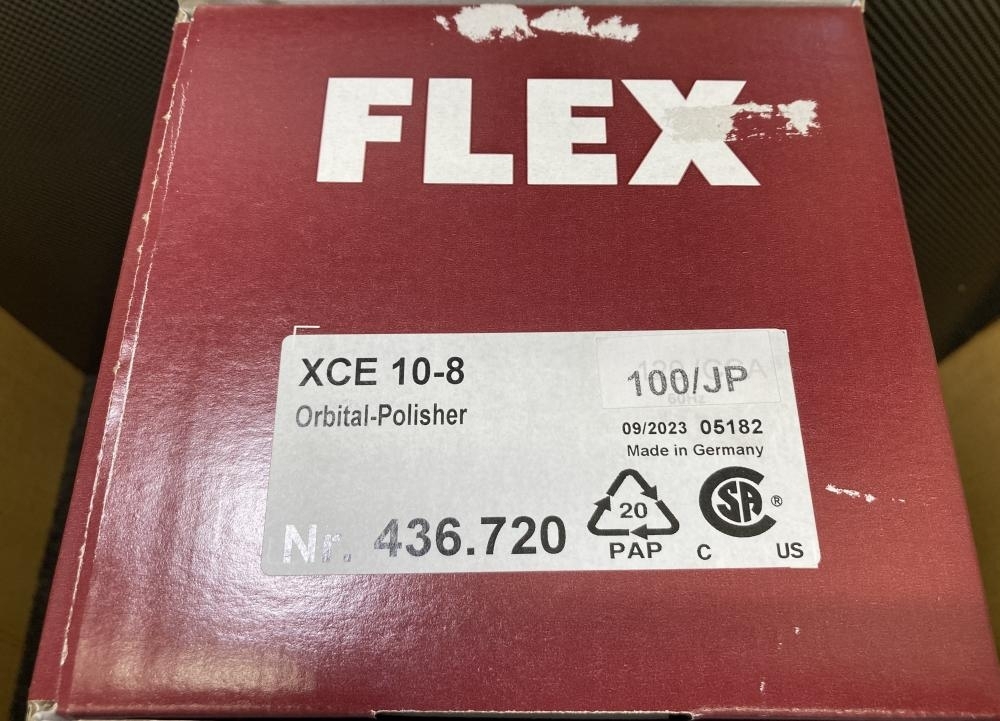 FLEX
XCE 10-8
100/JP
Orbital-Polisher
09/2023 05182
Made in Germany
Nr. 436.720
20
PAP
SA ®
C US